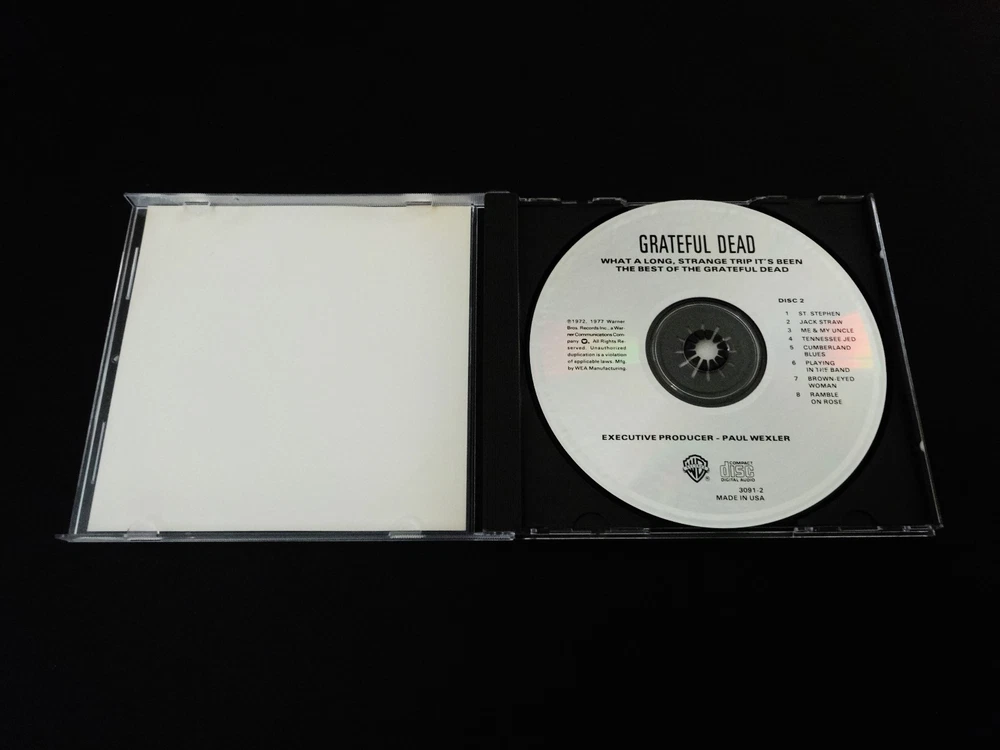 GRATEFUL DEAD
WHAT A LONG, STRANGE TRIP IT'S BEEN
THE BEST OF THE GRATEFUL DEAD
DISC 2
1 ST. STEPHEN
2 JACK STRAW
3 ME & MY UNCLE
4 TENNESSEE JED
5 CUMBERLAND
BLUES
6 PLAYING
IN THE BAND
7 BROWN-EYED
WOMAN
8 RAMBLE
ON ROSE
℗1972, 1977 Warner
Bros. Records Inc., a War-
ner Communications Com-
pany. All Rights Re-
served. Unauthorized
duplication is a violation
of applicable laws. Mfg.
by WEA Manufacturing.
EXECUTIVE PRODUCER - PAUL WEXLER
WB
COMPACT
disc
DIGITAL AUDIO
3091-2
MADE IN USA